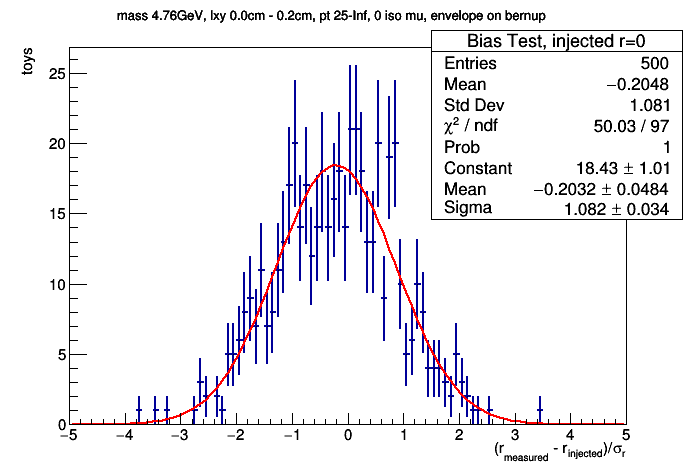 mass 4.76GeV, lxy 0.0cm - 0.2cm, pt 25-Inf, 0 iso mu, envelope on bernup
Bias Test, injected r=0
Entries 500
Mean −0.2048
Std Dev 1.081
χ² / ndf 50.03 / 97
Prob 1
Constant 18.43 ± 1.01
Mean −0.2032 ± 0.0484
Sigma 1.082 ± 0.034
toys
25
20
15
10
5
0
−5 −4 −3 −2 −1 0 1 2 3 4 5
(r_measured - r_injected)/σ_r